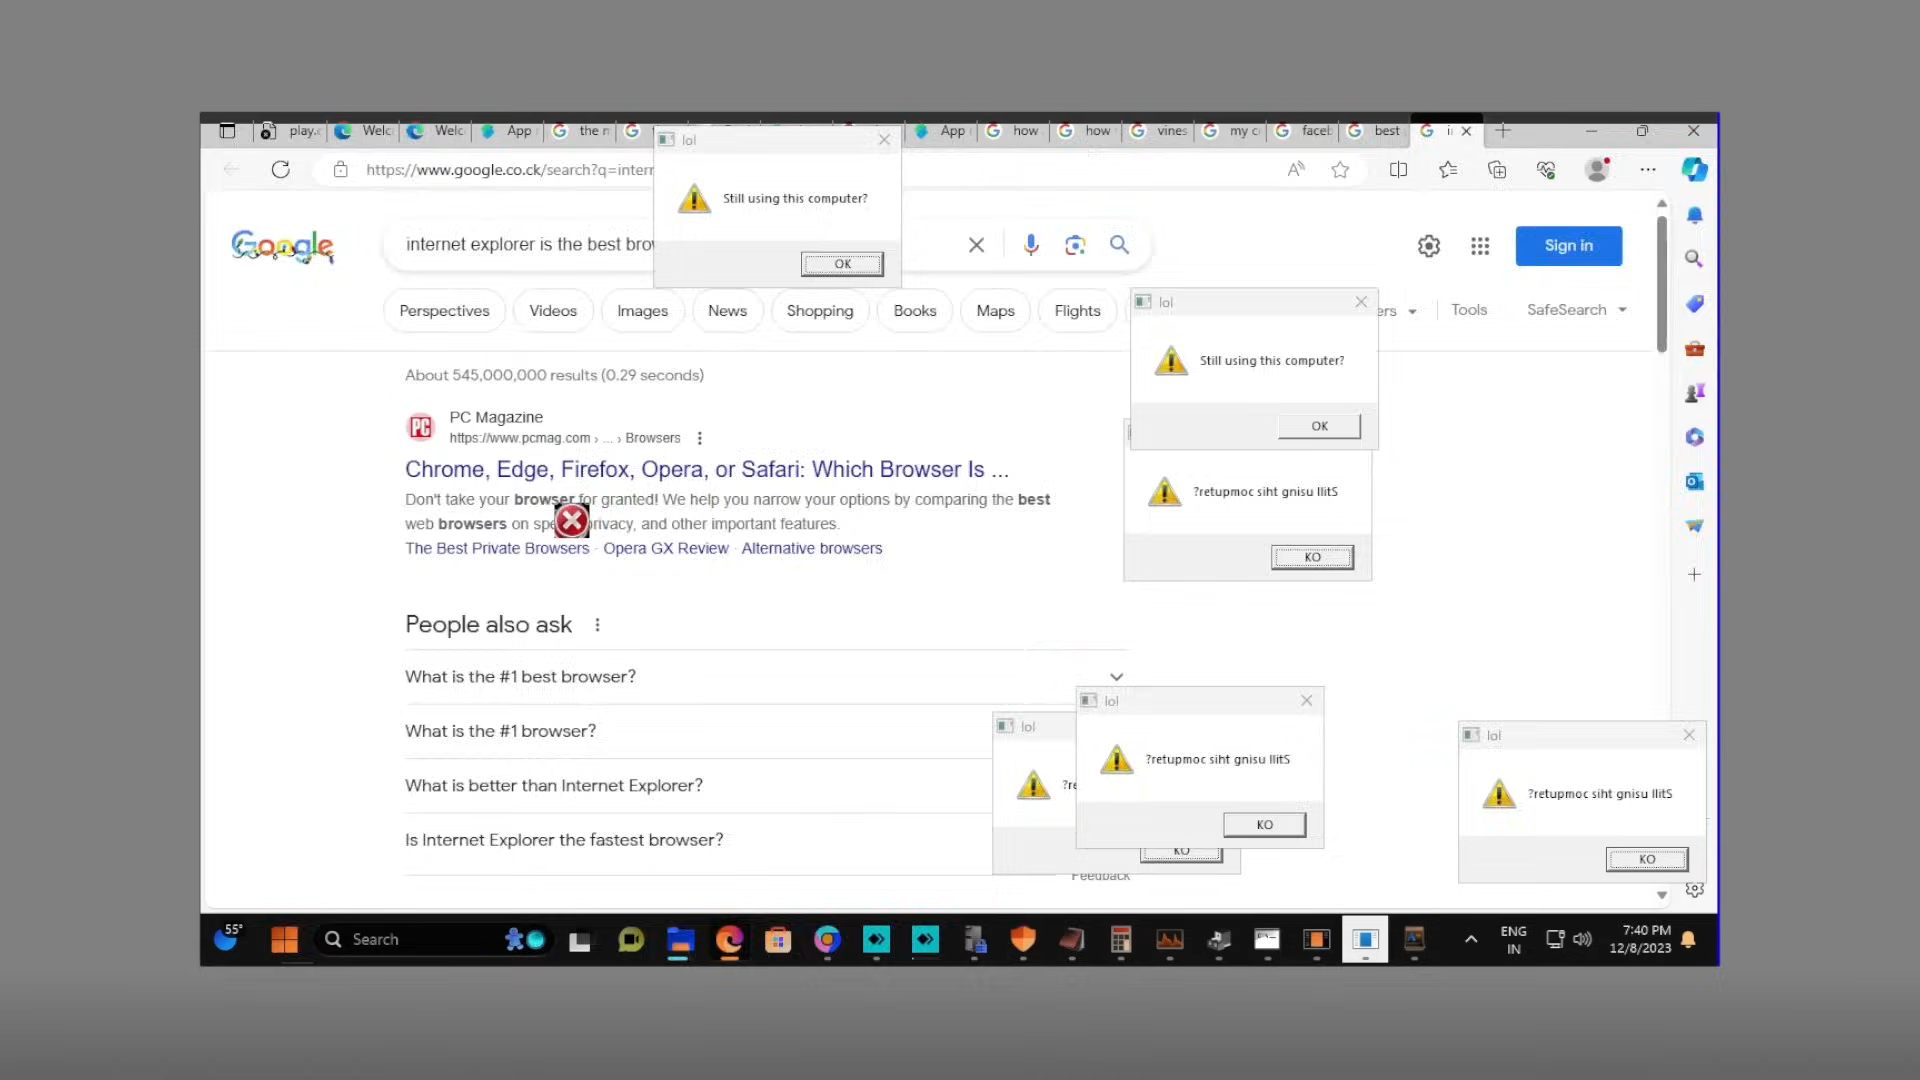 play.
Welc
Welc
App
the n
App
how
how
vines
my c
facel
best
https://www.google.co.ck/search?q=intern
lol
Still using this computer?
OK
Google
internet explorer is the best brow
Sign in
Perspectives
Videos
Images
News
Shopping
Books
Maps
Flights
ers
Tools
SafeSearch
lol
Still using this computer?
OK
About 545,000,000 results (0.29 seconds)
PC Magazine
https://www.pcmag.com › ... › Browsers
Chrome, Edge, Firefox, Opera, or Safari: Which Browser Is ...
Don't take your browser for granted! We help you narrow your options by comparing the best
web browsers on spe rivacy, and other important features.
The Best Private Browsers · Opera GX Review · Alternative browsers
?retupmoc siht gnisu llitS
KO
People also ask
What is the #1 best browser?
What is the #1 browser?
What is better than Internet Explorer?
Is Internet Explorer the fastest browser?
lol
?re
KO
lol
?retupmoc siht gnisu llitS
KO
lol
?retupmoc siht gnisu llitS
KO
Feedback
55°
Search
ENG
IN
7:40 PM
12/8/2023